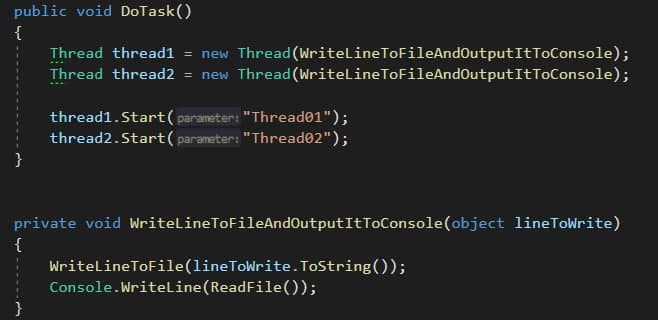 public void DoTask()
{
    Thread thread1 = new Thread(WriteLineToFileAndOutputItToConsole);
    Thread thread2 = new Thread(WriteLineToFileAndOutputItToConsole);

    thread1.Start(parameter:"Thread01");
    thread2.Start(parameter:"Thread02");
}

private void WriteLineToFileAndOutputItToConsole(object lineToWrite)
{
    WriteLineToFile(lineToWrite.ToString());
    Console.WriteLine(ReadFile());
}